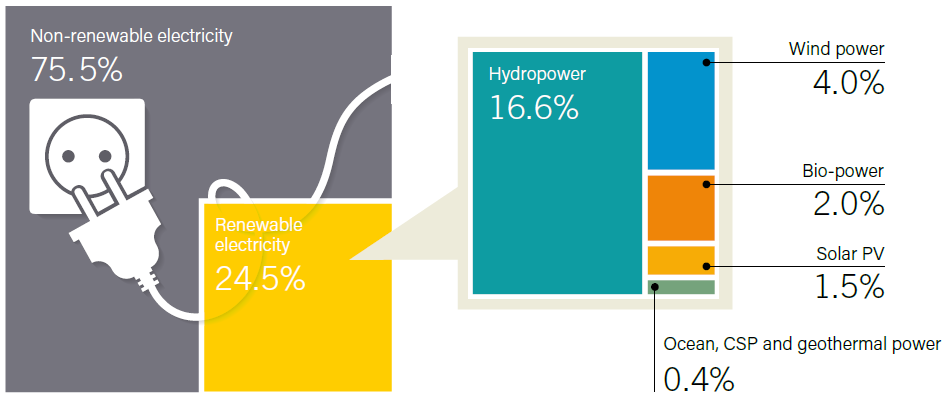 Non-renewable electricity
75.5%
Renewable
electricity
24.5%
Hydropower
16.6%
Wind power
4.0%
Bio-power
2.0%
Solar PV
1.5%
Ocean, CSP and geothermal power
0.4%